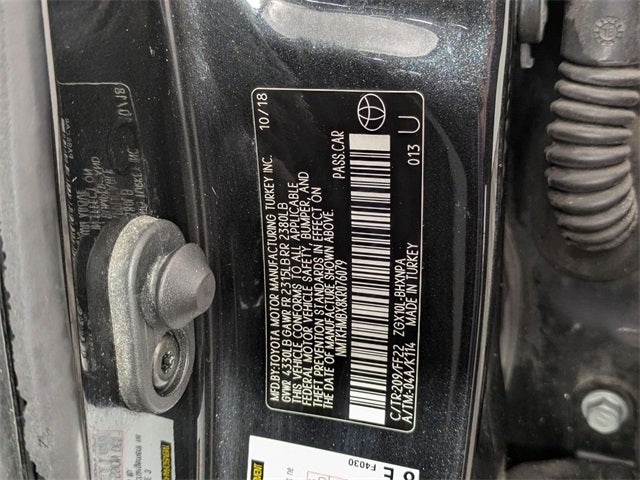 MFD.BY:TOYOTA MOTOR MANUFACTURING TURKEY INC. 10/18
GVWR 4330LB GAWR FR 2315LB RR 2380LB
THIS VEHICLE CONFORMS TO ALL APPLICABLE
FEDERAL MOTOR VEHICLE SAFETY, BUMPER, AND
THEFT PREVENTION STANDARDS IN EFFECT ON
THE DATE OF MANUFACTURE SHOWN ABOVE.
NMTKHMBX8KR076079 PASS.CAR
C/TR:209/FF22 ZGX10L-BHXNPA 013 U
A/TM:-04A/K114 MADE IN TURKEY
F4030